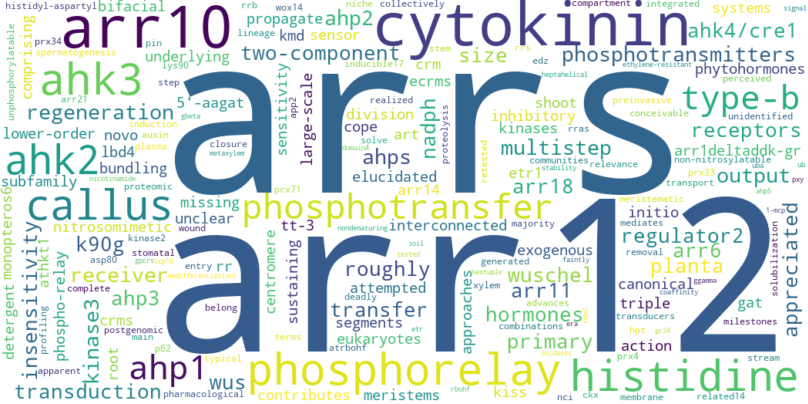 histidyl-aspartyl
bifacial
rrb
wox14
niche
collectively
compartment
integrated
signal
arr10
propagate
ahp2
cytokinin
systems
prx34
lineage
pin
kmd
sensor
stem
rrs
ahk4/cre1
spermatogenesis
underlying
two-component
size
phosphotransmitters
comprising
lys90
inducible17
edz
ethylene-resistant
unphosphorylatable
step
crm
ecrms
perceived
phytohormones
ahk3
5'-aagat
heptahelical
arr21
app2
realized
inhibitory
shoot
type-b
induction
gbeta
sensitivity
large-scale
domain4
proteolysis
preinvasive
unidentified
regeneration
auxin
closure
division
nadph
kinases
rras
conceivable
receptors
lower-order
novo
plasma
metaxylem
cope
art
multistep
communities
relevance
arr1deltaddk-gr
ahk2
lbd4
bundling
solve
etr1
stability
non-nitrosylatable
ahps
retested
arr18
uba
ub
output
subfamily
proteomic
nicotinamide
elucidated
arr14
prx33
transport
pxy
arrs
missing
prx71
meristematic
ahp5
callus
unclear
phosphotransfer
mediates
initio
1-mcp
monopteros6
nitrosomimetic
tt-3
interconnected
majority
regulator2
kinase2
wound
nondenaturing
soil
exogenous
removal
k90g
gpcrs
scp10
centromere
generated
wuschel
arr6
insensitivity
athkt1
asp80
stomatal
dedifferentiation1
tested
faintly
planta
receiver
rr
roughly
approaches
canonical
solubilization
appreciated
phospho-relay
entry
sustaining
attempted
sextuple
arr11
coaffinity
ggamma
detergent
profiling
complete
belong
deadly
xylem
hormones
triple
gat
crms
ahp3
transfer
advances
transducers
milestones
postgenomic
kinase3
segments
etr
combinations
era
hpt
gr24
main
p62
eukaryotes
atrbohf
primary
action
arr12
apparent
root
ahp1
typical
terms
oxidases
prx4
stream
transduction
wus
phosphorelay
histidine
pharmacological
contributes
meristems
kiss
rbohf
nci
ckx
membrane
related14